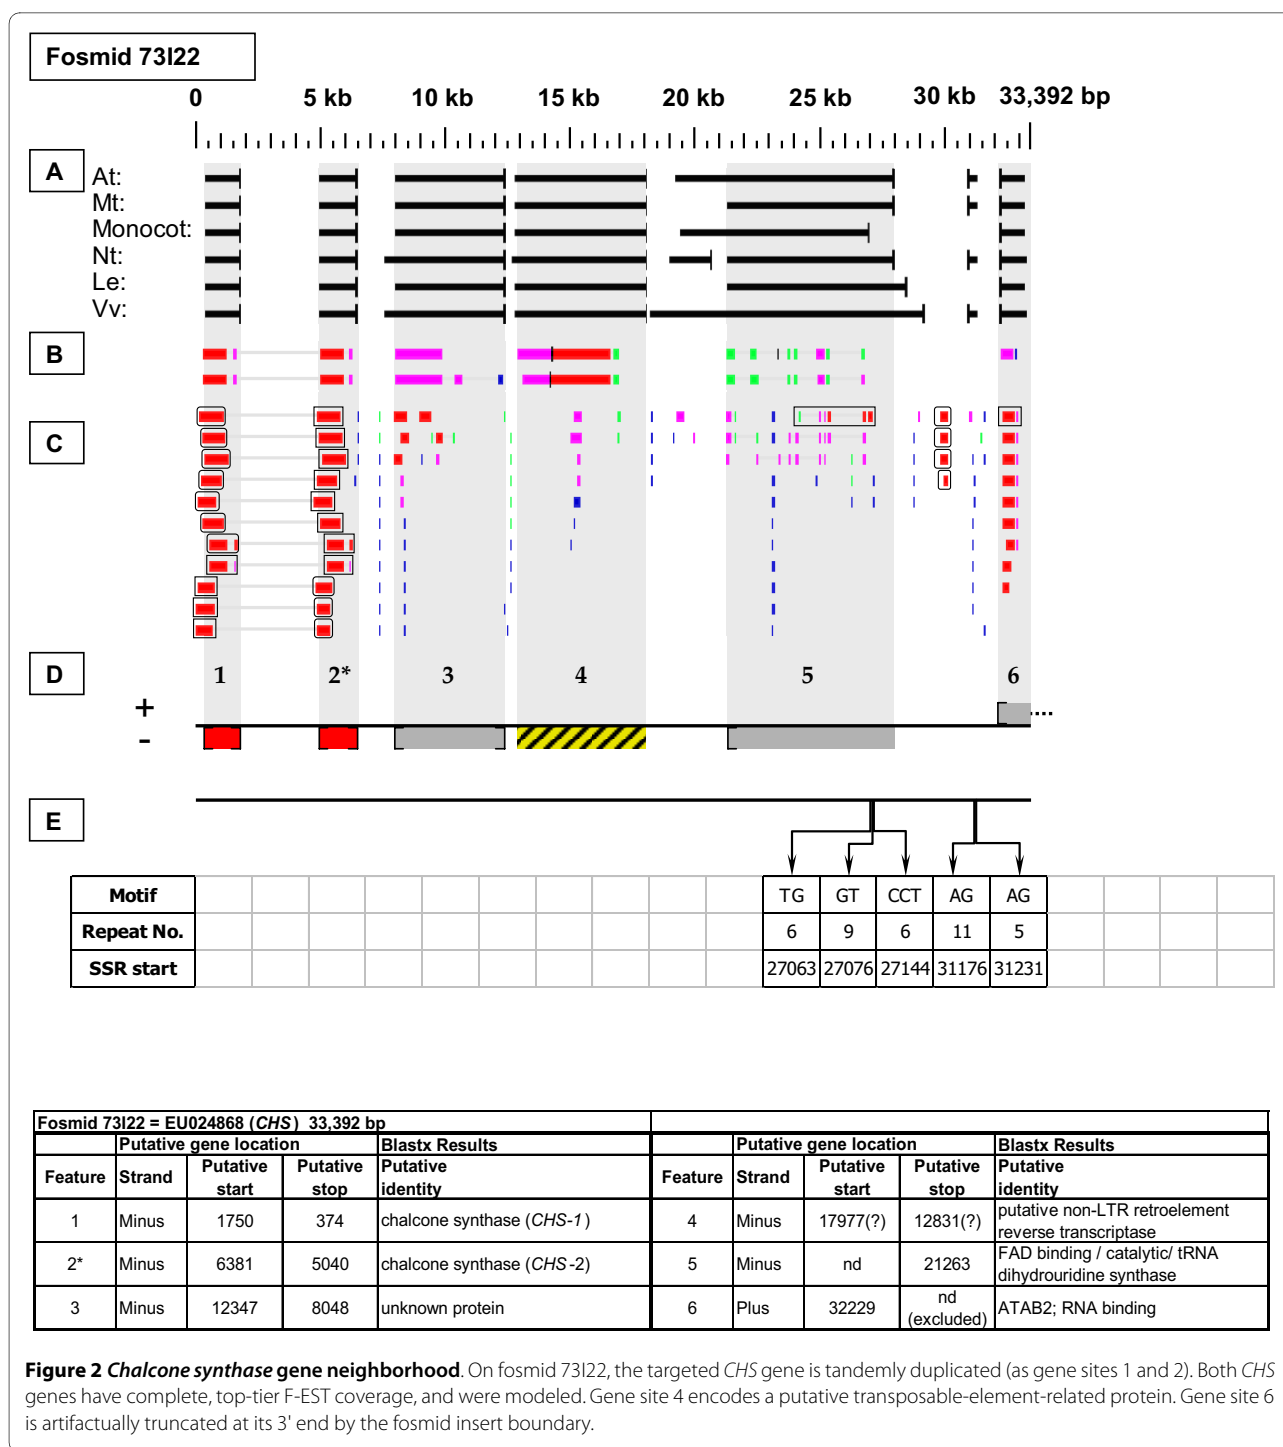 Fosmid 73I22
0 5 kb 10 kb 15 kb 20 kb 25 kb 30 kb 33,392 bp
A
At:
Mt:
Monocot:
Nt:
Le:
Vv:
B
C
D
1 2* 3 4 5 6
+
-
E
Motif TG GT CCT AG AG
Repeat No. 6 9 6 11 5
SSR start 27063 27076 27144 31176 31231
Fosmid 73I22 = EU024868 (CHS) 33,392 bp
Putative gene location Blastx Results Putative gene location Blastx Results
Feature Strand Putative start Putative stop Putative identity Feature Strand Putative start Putative stop Putative identity
1 Minus 1750 374 chalcone synthase (CHS-1) 4 Minus 17977(?) 12831(?) putative non-LTR retroelement reverse transcriptase
2* Minus 6381 5040 chalcone synthase (CHS-2) 5 Minus nd 21263 FAD binding / catalytic/ tRNA dihydrouridine synthase
3 Minus 12347 8048 unknown protein 6 Plus 32229 nd (excluded) ATAB2; RNA binding
Figure 2 Chalcone synthase gene neighborhood. On fosmid 73I22, the targeted CHS gene is tandemly duplicated (as gene sites 1 and 2). Both CHS
genes have complete, top-tier F-EST coverage, and were modeled. Gene site 4 encodes a putative transposable-element-related protein. Gene site 6
is artifactually truncated at its 3' end by the fosmid insert boundary.